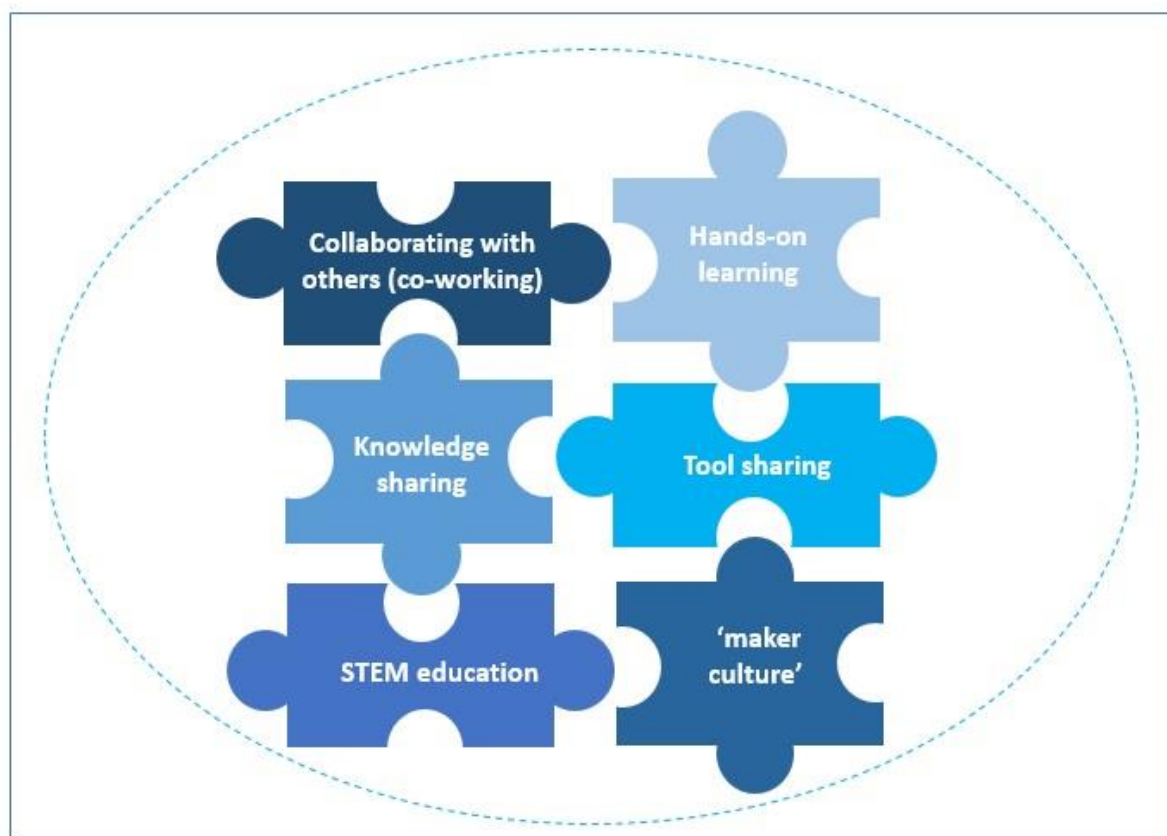 Collaborating with
others (co-working)
Hands-on
learning
Knowledge
sharing
Tool sharing
STEM education
‘maker
culture’